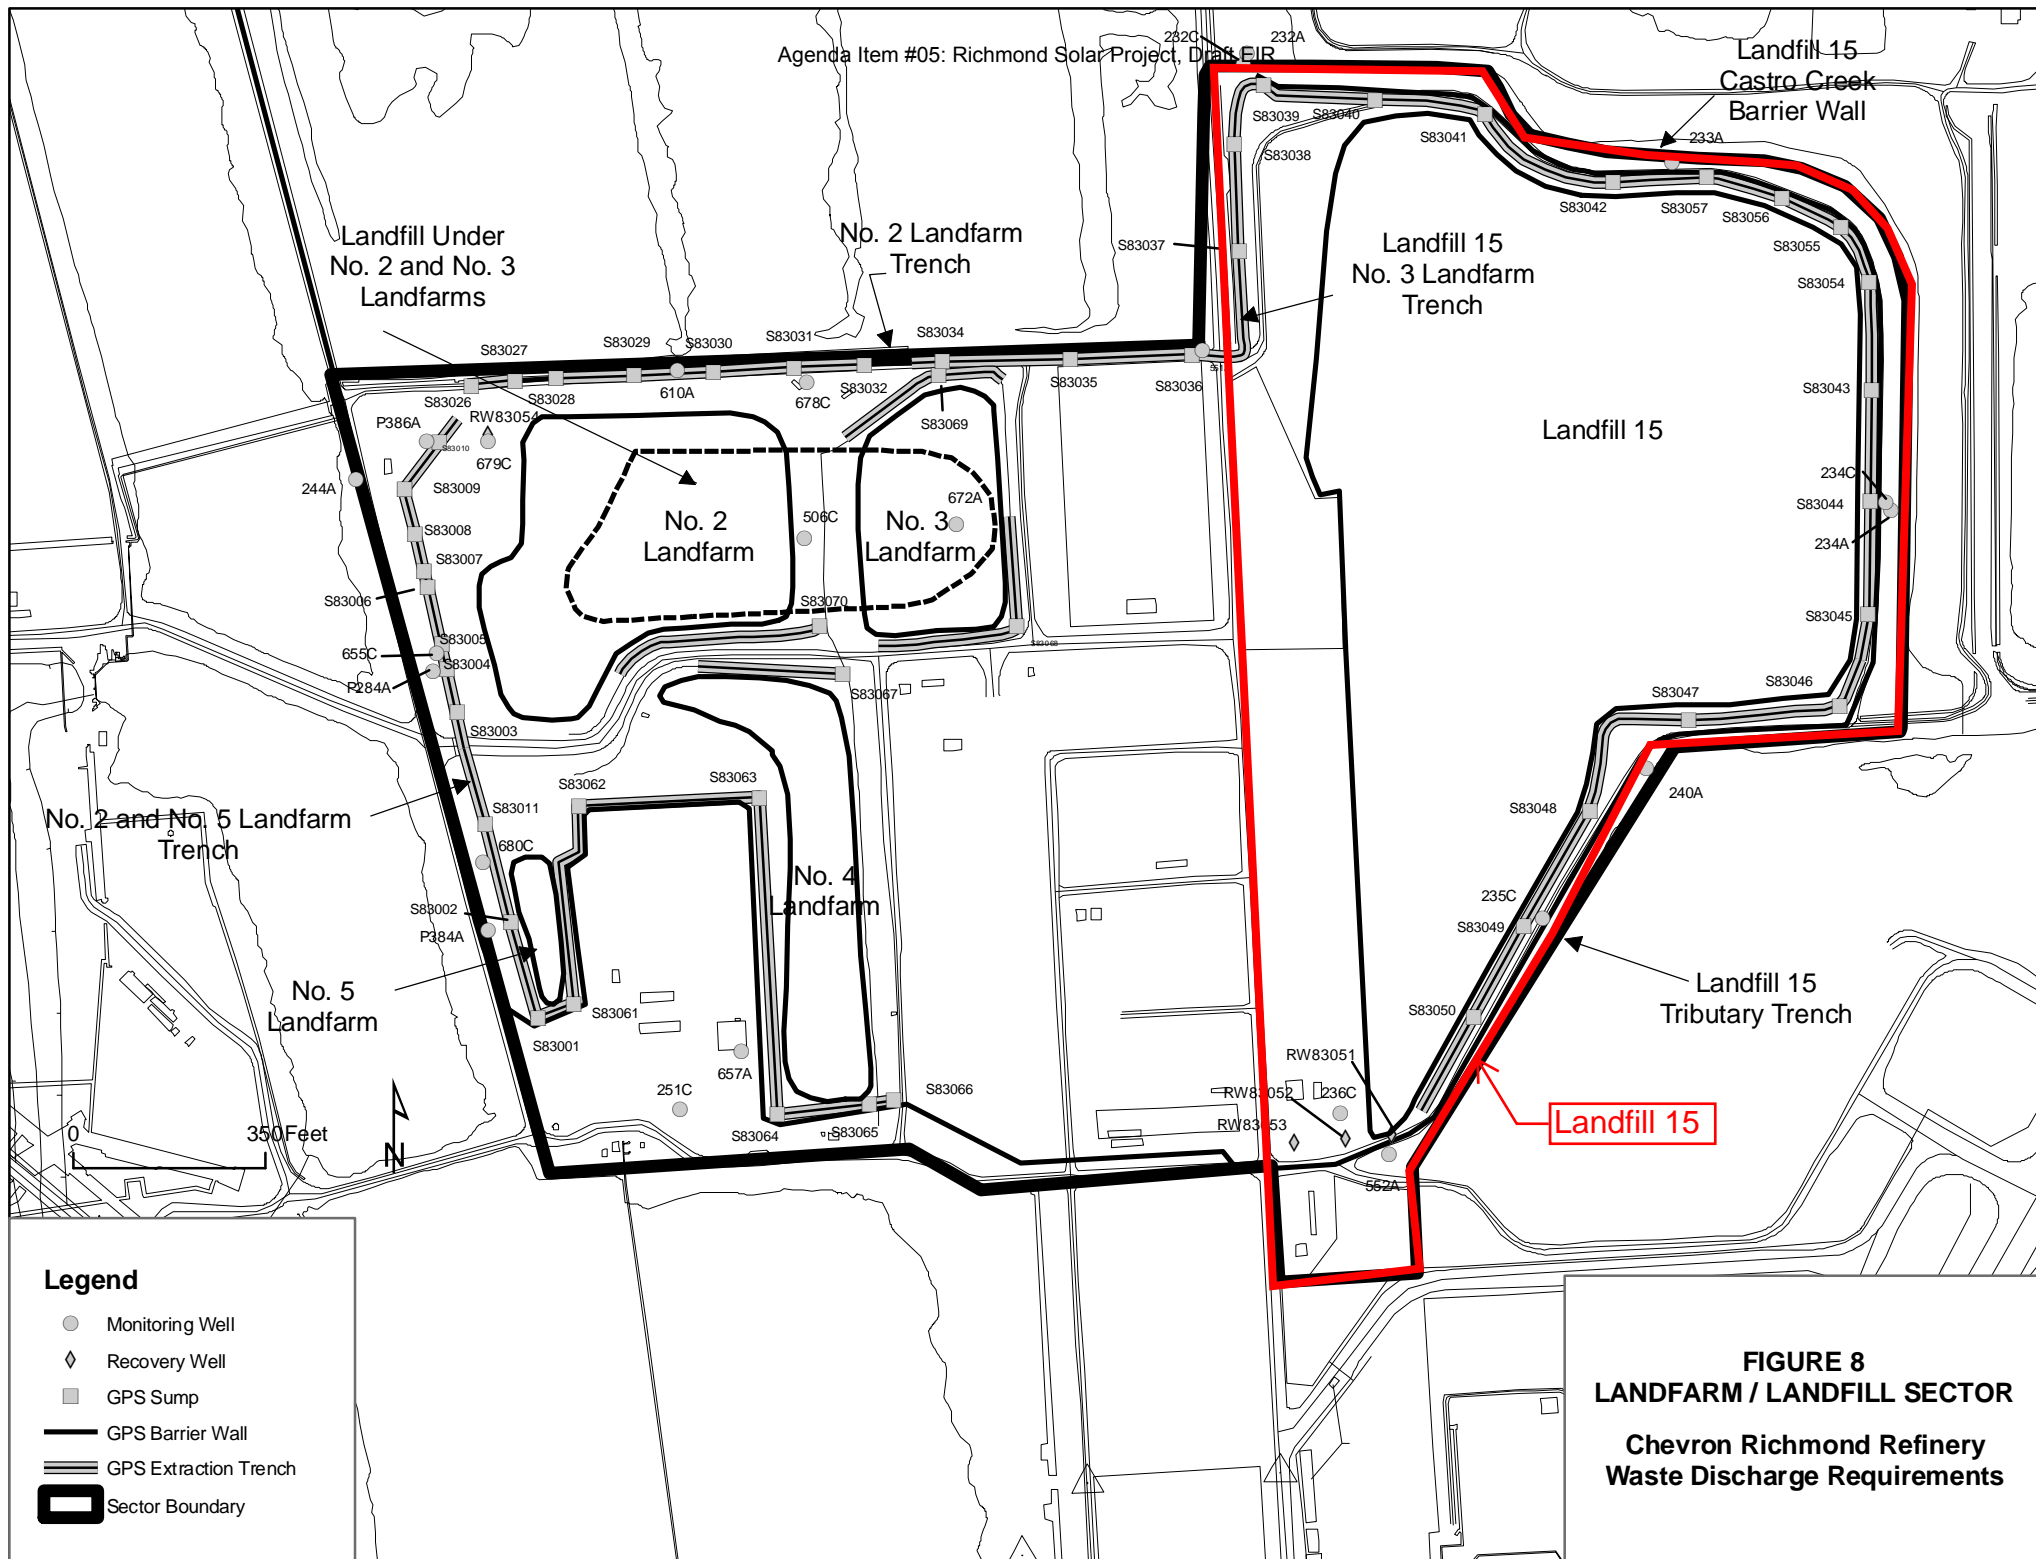 Agenda Item #05: Richmond Solar Project, Draft EIR
232C
232A
Landfill 15
Castro Creek
Barrier Wall
233A
S83039
S83040
S83041
S83038
S83042
S83057
S83056
S83055
S83054
S83037
Landfill Under
No. 2 and No. 3
Landfarms
No. 2 Landfarm
Trench
Landfill 15
No. 3 Landfarm
Trench
S83027
S83029
S83030
S83031
S83034
S83026
S83028
610A
678C
S83032
S83069
S83035
S83036
S83043
Landfill 15
P386A
RW83054
S83010
679C
244A
S83009
S83008
S83007
S83006
S83005
655C
S83004
P284A
S83003
No. 2
Landfarm
506C
672A
No. 3
Landfarm
S83070
S83068
S83067
234C
S83044
234A
S83045
S83046
S83047
240A
S83048
S83062
S83063
S83011
No. 2 and No. 5 Landfarm
Trench
680C
S83002
P384A
No. 4
Landfarm
235C
S83049
No. 5
Landfarm
S83061
S83001
Landfill 15
Tributary Trench
S83050
RW83051
657A
251C
S83066
S83064
S83065
RW83052
236C
RW83053
552A
Landfill 15
0
350 Feet
N
Legend
Monitoring Well
Recovery Well
GPS Sump
GPS Barrier Wall
GPS Extraction Trench
Sector Boundary
FIGURE 8
LANDFARM / LANDFILL SECTOR
Chevron Richmond Refinery
Waste Discharge Requirements